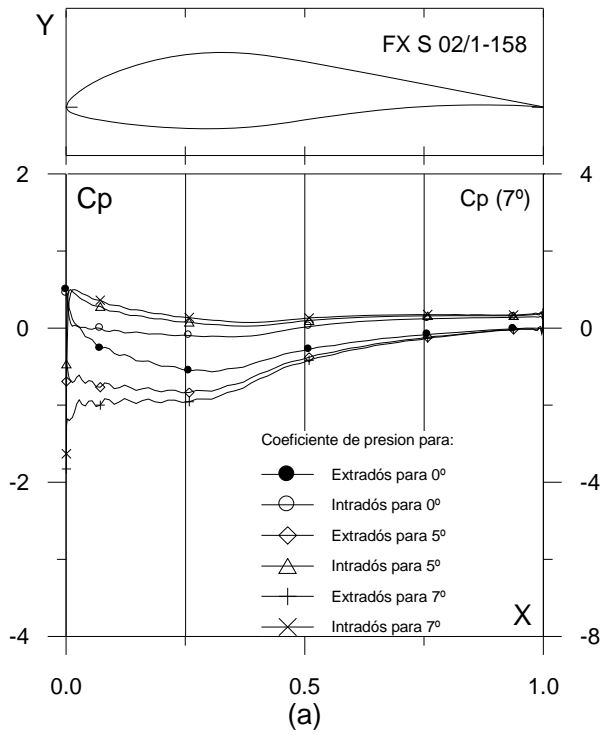 Y
FX S 02/1-158
2
4
Cp
Cp (7º)
0
0
Coeficiente de presion para:
Extradós para 0º
-2
-4
Intradós para 0º
Extradós para 5º
Intradós para 5º
Extradós para 7º
Intradós para 7º
X
-4
-8
0.0
0.5
1.0
(a)